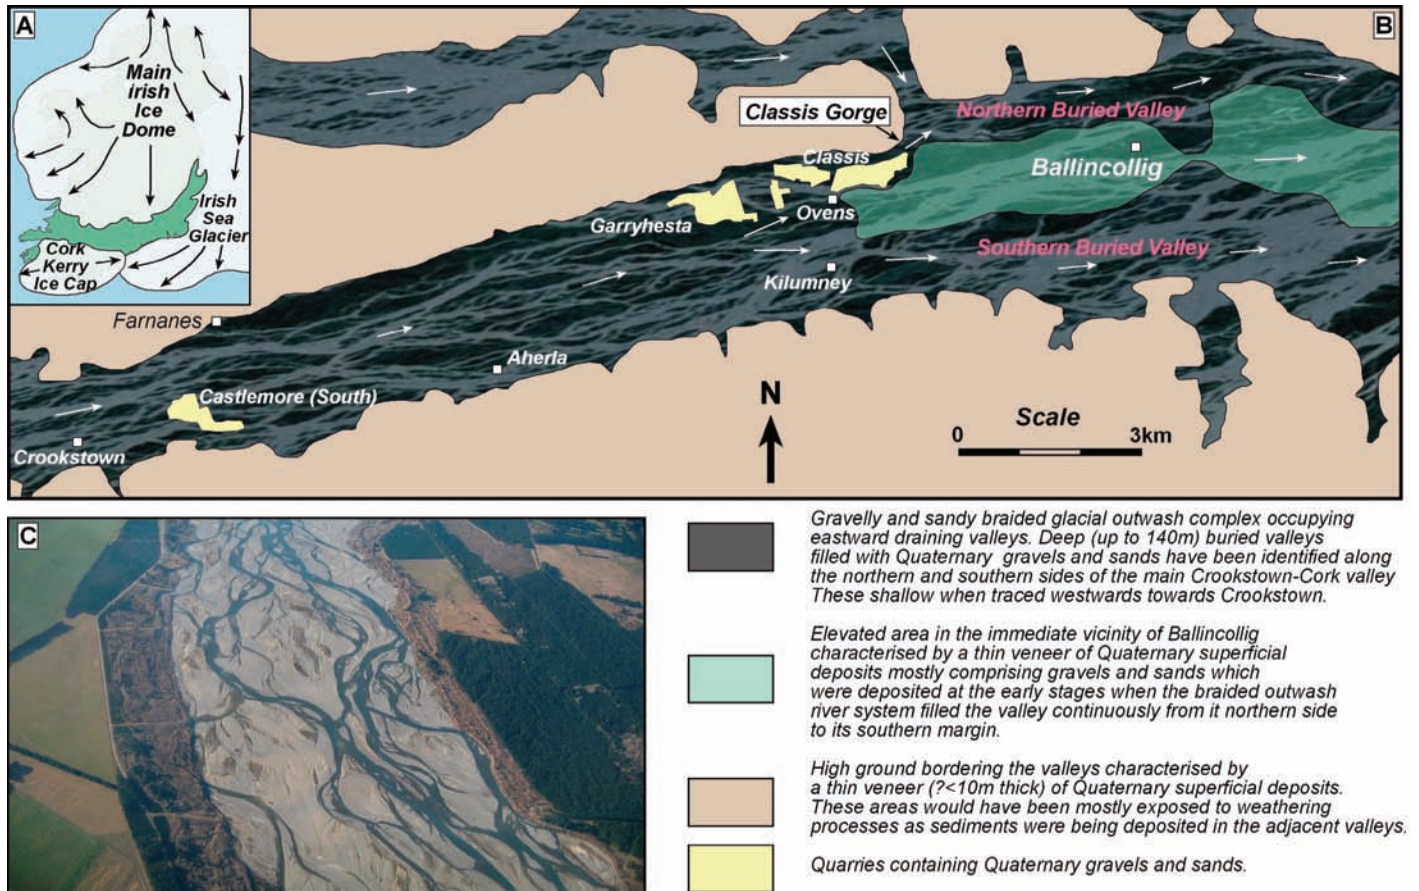 A
Main
irish
Ice
Dome
Irish
Sea
Glacier
Cork
Kerry
Ice Cap
B
Northern Buried Valley
Classis Gorge
Classis
Ballincollig
Garryhesta
Ovens
Southern Buried Valley
Kilumney
Farnanes
Aherla
Castlemore (South)
Crookstown
N
Scale
0 3km
C
Gravelly and sandy braided glacial outwash complex occupying
eastward draining valleys. Deep (up to 140m) buried valleys
filled with Quaternary gravels and sands have been identified along
the northern and southern sides of the main Crookstown-Cork valley
These shallow when traced westwards towards Crookstown.
Elevated area in the immediate vicinity of Ballincollig
characterised by a thin veneer of Quaternary superficial
deposits mostly comprising gravels and sands which
were deposited at the early stages when the braided outwash
river system filled the valley continuously from it northern side
to its southern margin.
High ground bordering the valleys characterised by
a thin veneer (?<10m thick) of Quaternary superficial deposits.
These areas would have been mostly exposed to weathering
processes as sediments were being deposited in the adjacent valleys.
Quarries containing Quaternary gravels and sands.